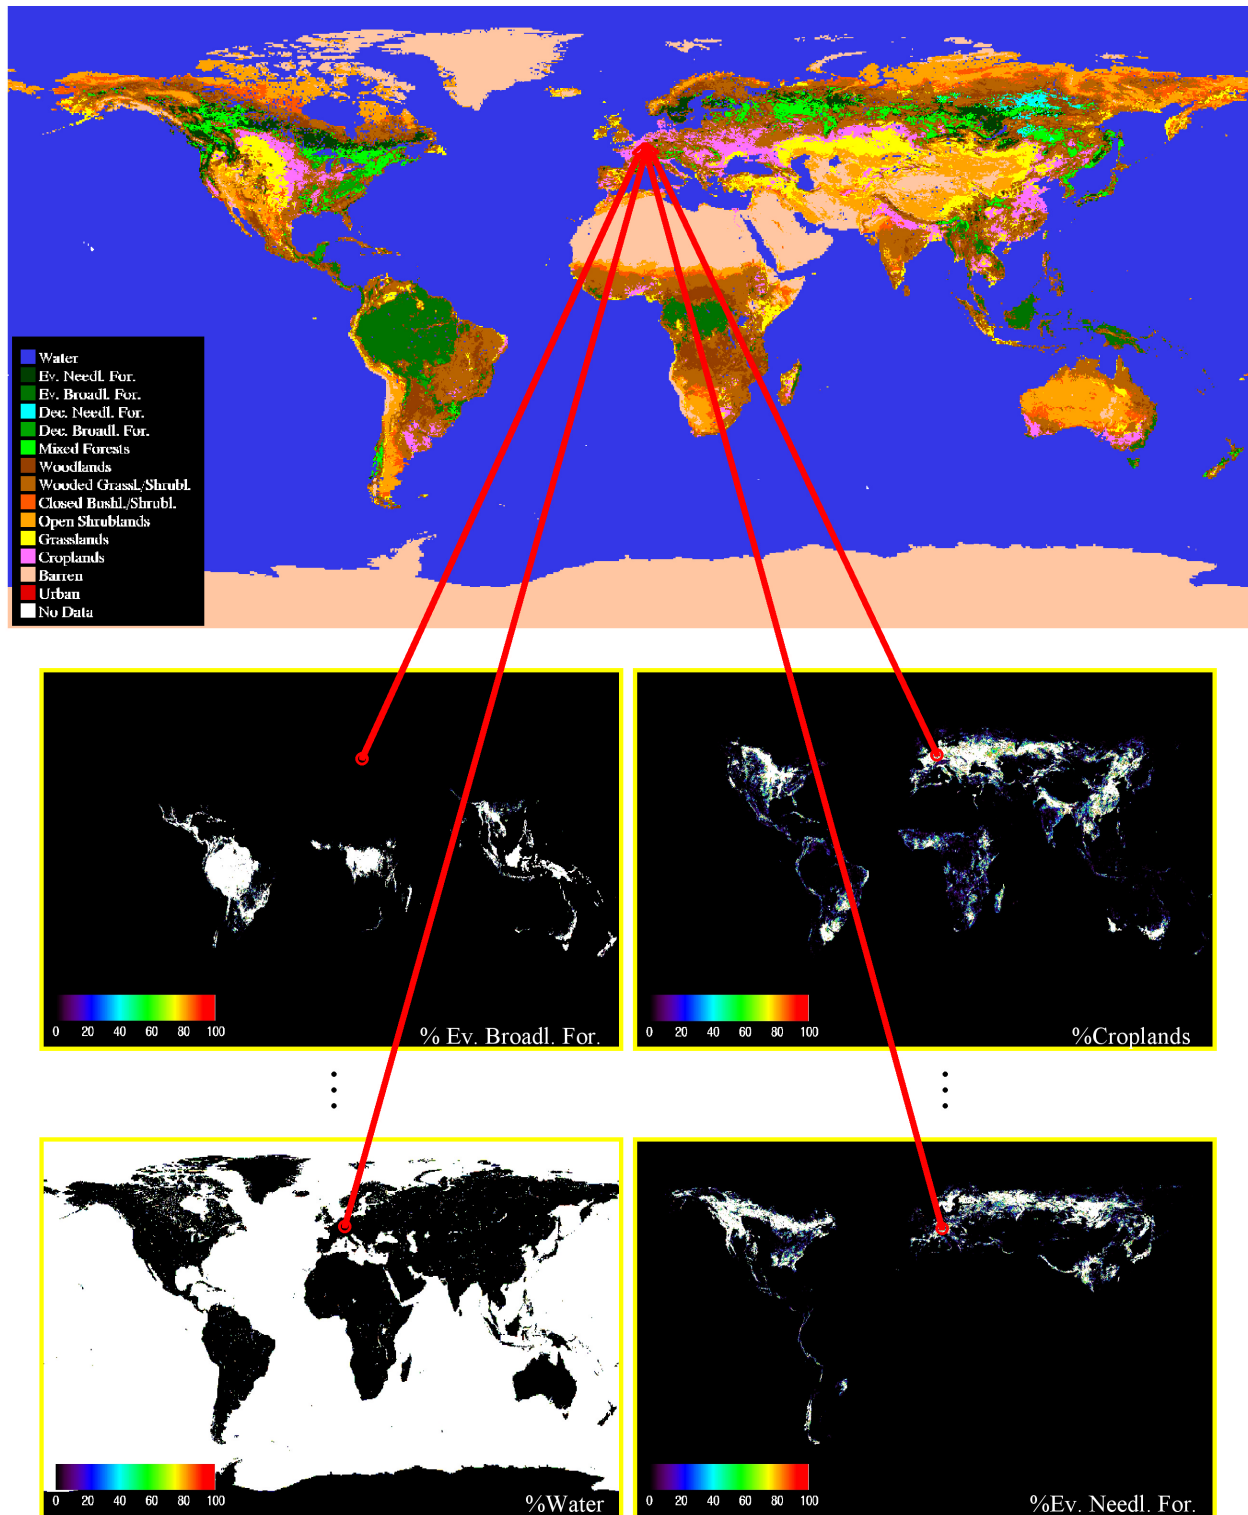 Water
Ev. Needl. For.
Ev. Broadl. For.
Dec. Needl. For.
Dec. Broadl. For.
Mixed Forests
Woodlands
Wooded Grassl./Shrubl.
Closed Bushl./Shrubl.
Open Shrublands
Grasslands
Croplands
Barren
Urban
No Data
0 20 40 60 80 100
% Ev. Broadl. For.
0 20 40 60 80 100
%Croplands
0 20 40 60 80 100
%Water
0 20 40 60 80 100
%Ev. Needl. For.